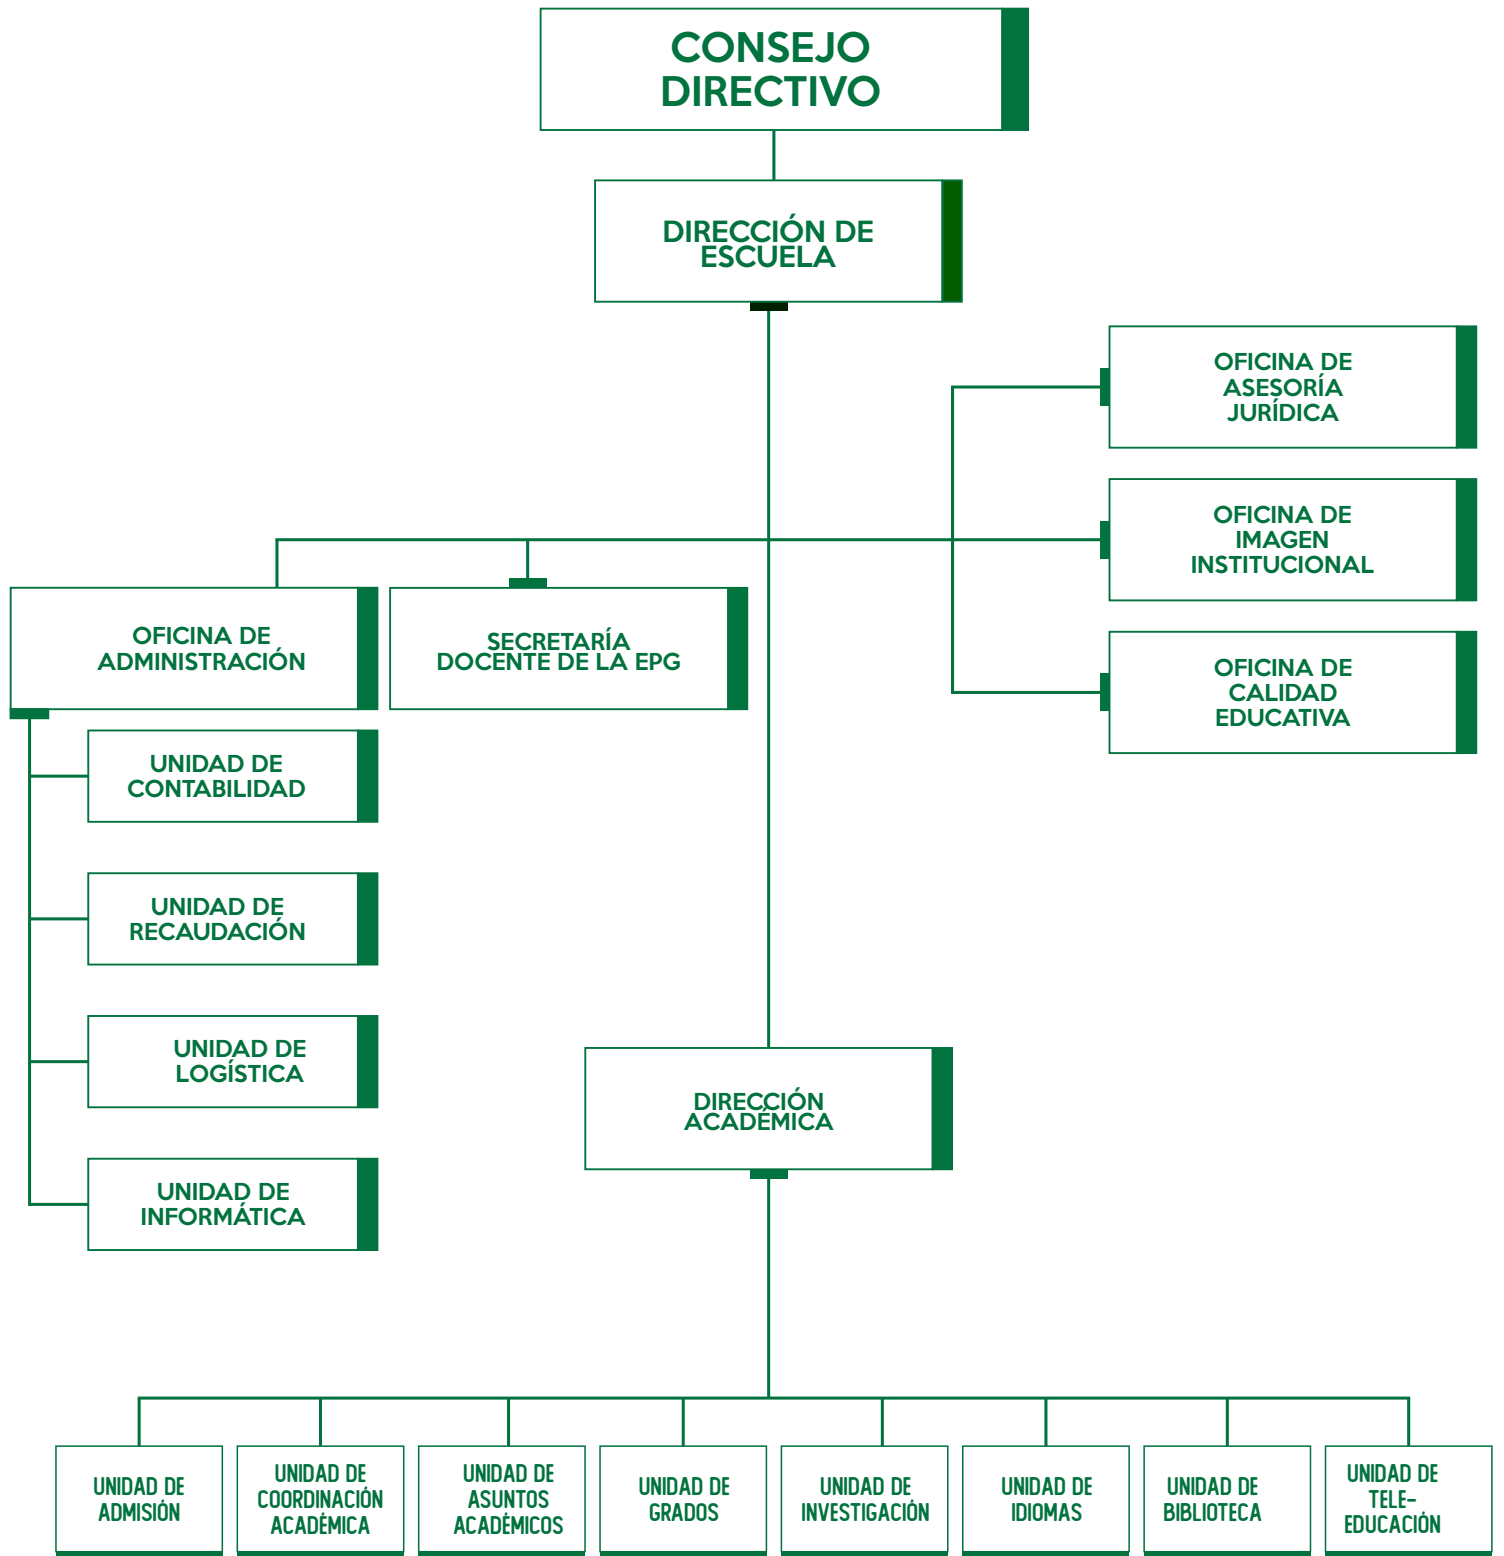 CONSEJO
DIRECTIVO
DIRECCIÓN DE
ESCUELA
OFICINA DE
ASESORÍA
JURÍDICA
OFICINA DE
IMAGEN
INSTITUCIONAL
OFICINA DE
CALIDAD
EDUCATIVA
OFICINA DE
ADMINISTRACIÓN
SECRETARÍA
DOCENTE DE LA EPG
UNIDAD DE
CONTABILIDAD
UNIDAD DE
RECAUDACIÓN
UNIDAD DE
LOGÍSTICA
UNIDAD DE
INFORMÁTICA
DIRECCIÓN
ACADÉMICA
UNIDAD DE
ADMISIÓN
UNIDAD DE
COORDINACIÓN
ACADÉMICA
UNIDAD DE
ASUNTOS
ACADÉMICOS
UNIDAD DE
GRADOS
UNIDAD DE
INVESTIGACIÓN
UNIDAD DE
IDIOMAS
UNIDAD DE
BIBLIOTECA
UNIDAD DE
TELE-
EDUCACIÓN